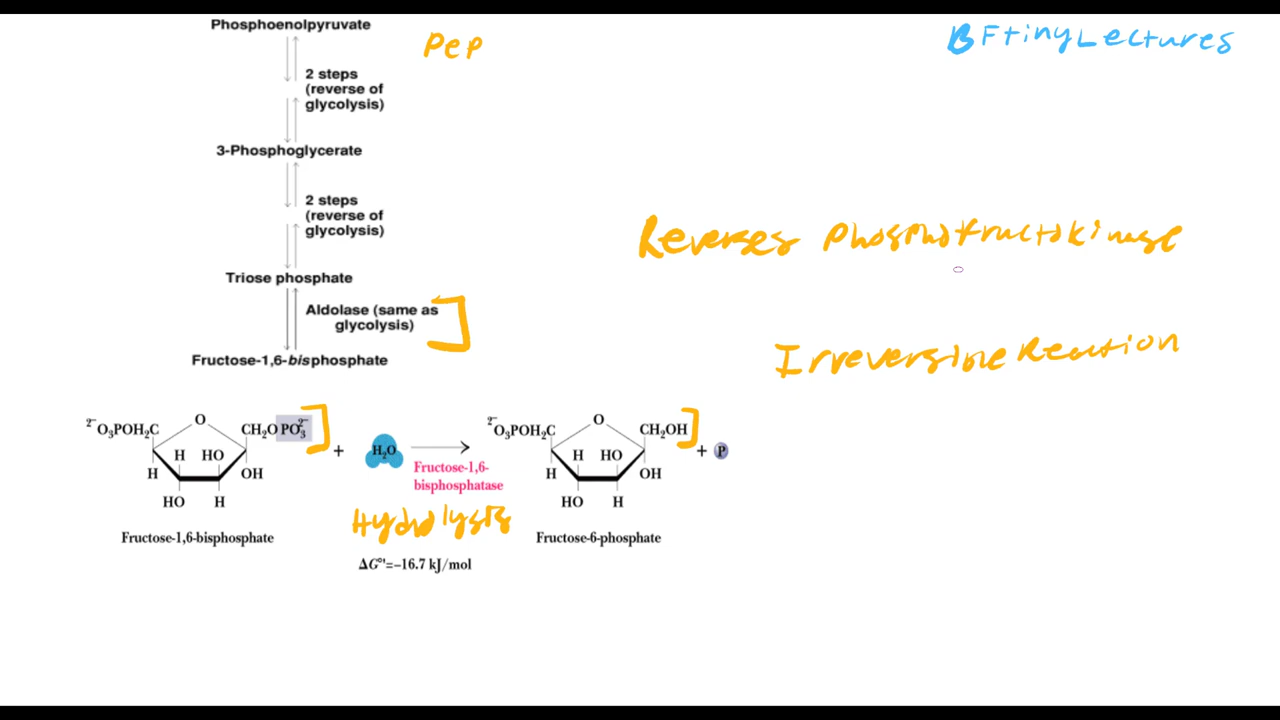 Phosphoenolpyruvate
PeP
BFtinyLectures
2 steps
(reverse of
glycolysis)
3-Phosphoglycerate
2 steps
(reverse of
glycolysis)
Reverses Phosphofructokinase
Triose phosphate
Aldolase (same as
glycolysis)
Irreversible Reaction
Fructose-1,6-bisphosphate
2- O3POH2C O CH2O PO3 2- + H2O 2- O3POH2C O CH2OH + P
H HO H HO
H OH Fructose-1,6- H OH
bisphosphatase
HO H HO H
Hydrolysis
Fructose-1,6-bisphosphate Fructose-6-phosphate
ΔG°'=–16.7 kJ/mol